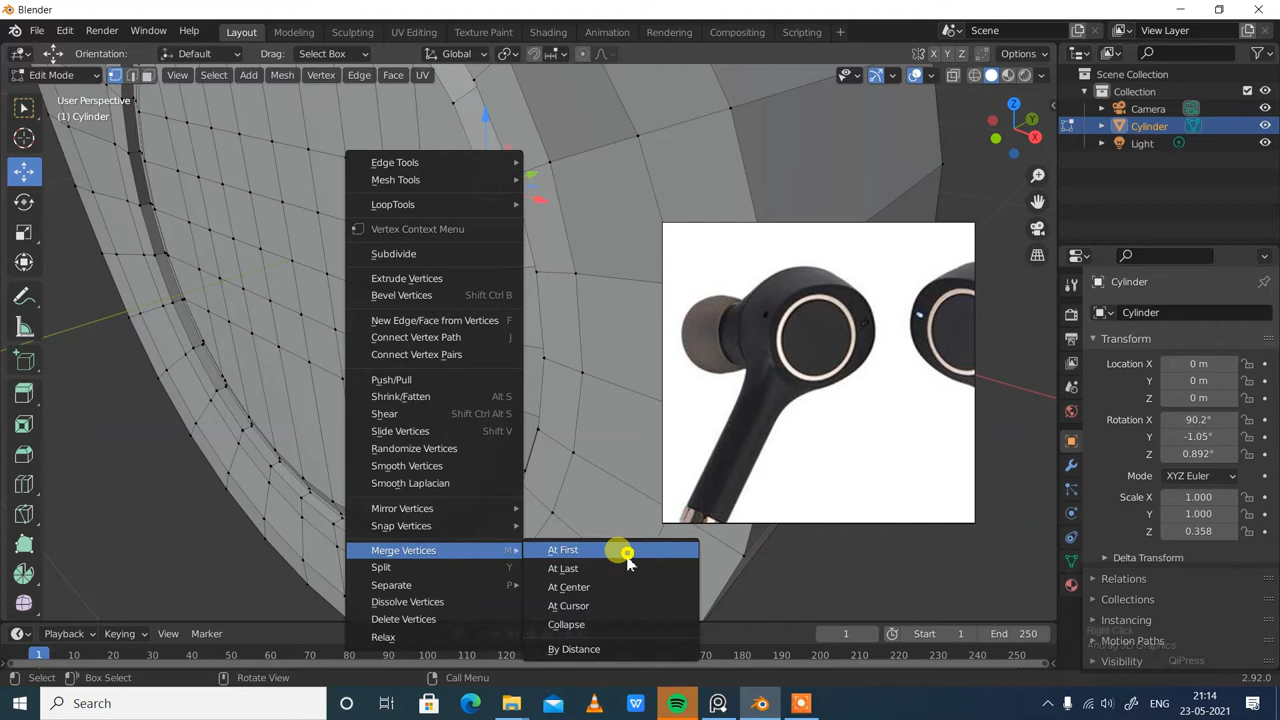 Blender
File Edit Render Window Help Layout Modeling Sculpting UV Editing Texture Paint Shading Animation Rendering Compositing Scripting Scene View Layer
Orientation: Default Drag: Select Box Global X Y Z Options
Edit Mode View Select Add Mesh Vertex Edge Face UV
User Perspective
(1) Cylinder
Z
Y
X
Scene Collection
Collection
Camera
Cylinder
Light
Edge Tools
Mesh Tools
LoopTools
Vertex Context Menu
Subdivide
Extrude Vertices
Bevel Vertices Shift Ctrl B
New Edge/Face from Vertices F
Connect Vertex Path J
Connect Vertex Pairs
Push/Pull
Shrink/Fatten Alt S
Shear Shift Ctrl Alt S
Slide Vertices Shift V
Randomize Vertices
Smooth Vertices
Smooth Laplacian
Mirror Vertices
Snap Vertices
Merge Vertices M
Split Y
Separate P
Dissolve Vertices
Delete Vertices
Relax
At First
At Last
At Center
At Cursor
Collapse
By Distance
Cylinder
Cylinder
Transform
Location X 0 m
Y 0 m
Z 0 m
Rotation X 90.2°
Y -1.05°
Z 0.892°
Mode XYZ Euler
Scale X 1.000
Y 1.000
Z 0.358
Delta Transform
Relations
Collections
Instancing
Motion Paths
Visibility
Right Click
Anurag 3D Graphics
QiPress
Playback Keying View Marker 1 Start 1 End 250
1 10 20 30 40 50 60 70 80 90 100 110 120 130 140 150 160 170 180 190 200 210 220 230 240 250
Select Box Select Rotate View Call Menu 2.92.0
Search ENG 21:14
23-05-2021